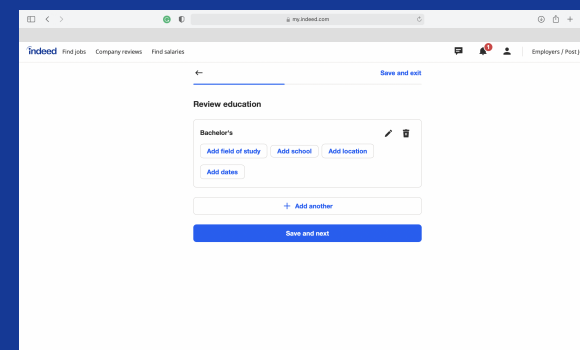 my.indeed.com
indeed Find jobs Company reviews Find salaries 1 Employers / Post J
Save and exit
Review education
Bachelor's
Add field of study Add school Add location
Add dates
+ Add another
Save and next